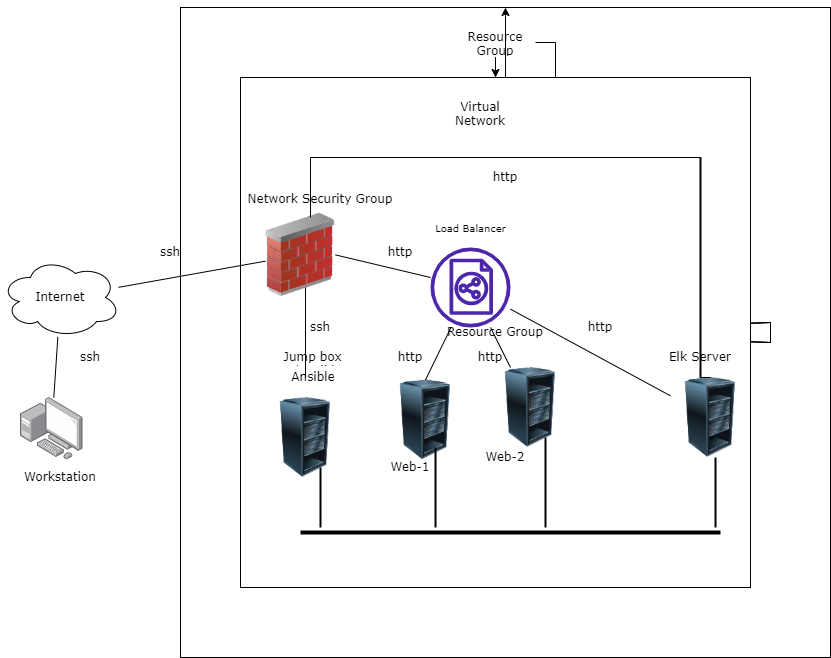 Resource
Group
Virtual
Network
http
Network Security Group
Load Balancer
ssh
http
Internet
ssh
Resource Group
http
ssh
Jump box
http
http
Elk Server
Ansible
Web-1
Web-2
Workstation